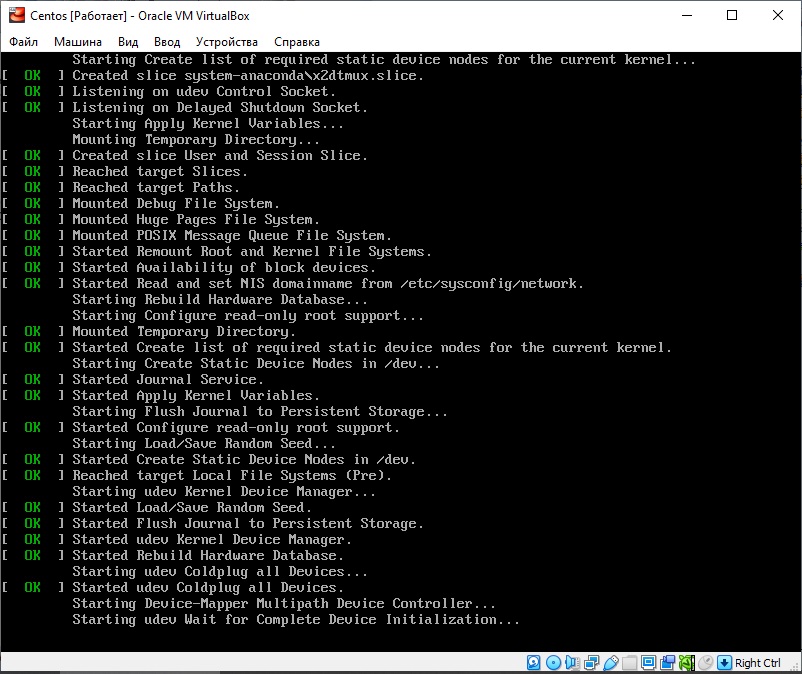 Centos [Работает] - Oracle VM VirtualBox
Файл Машина Вид Ввод Устройства Справка
Starting Create list of required static device nodes for the current kernel...
[ OK ] Created slice system-anaconda\x2dtmux.slice.
[ OK ] Listening on udev Control Socket.
[ OK ] Listening on Delayed Shutdown Socket.
Starting Apply Kernel Variables...
Mounting Temporary Directory...
[ OK ] Created slice User and Session Slice.
[ OK ] Reached target Slices.
[ OK ] Reached target Paths.
[ OK ] Mounted Debug File System.
[ OK ] Mounted Huge Pages File System.
[ OK ] Mounted POSIX Message Queue File System.
[ OK ] Started Remount Root and Kernel File Systems.
[ OK ] Started Availability of block devices.
[ OK ] Started Read and set NIS domainname from /etc/sysconfig/network.
Starting Rebuild Hardware Database...
Starting Configure read-only root support...
[ OK ] Mounted Temporary Directory.
[ OK ] Started Create list of required static device nodes for the current kernel.
Starting Create Static Device Nodes in /dev...
[ OK ] Started Journal Service.
[ OK ] Started Apply Kernel Variables.
Starting Flush Journal to Persistent Storage...
[ OK ] Started Configure read-only root support.
Starting Load/Save Random Seed...
[ OK ] Started Create Static Device Nodes in /dev.
[ OK ] Reached target Local File Systems (Pre).
Starting udev Kernel Device Manager...
[ OK ] Started Load/Save Random Seed.
[ OK ] Started Flush Journal to Persistent Storage.
[ OK ] Started udev Kernel Device Manager.
[ OK ] Started Rebuild Hardware Database.
Starting udev Coldplug all Devices...
[ OK ] Started udev Coldplug all Devices.
Starting Device-Mapper Multipath Device Controller...
Starting udev Wait for Complete Device Initialization...
Right Ctrl